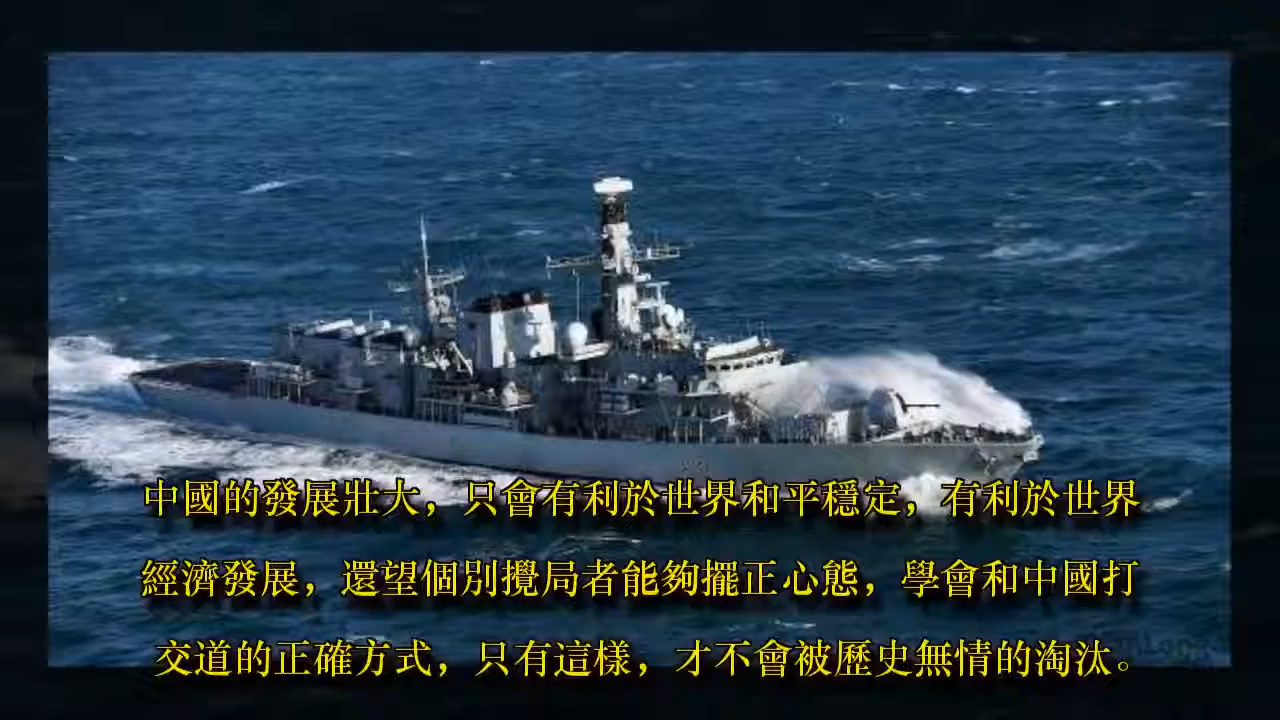 中國的發展壯大，只會有利於世界和平穩定，有利於世界
經濟發展，還望個別攪局者能夠擺正心態，學會和中國打
交道的正確方式，只有這樣，才不會被歷史無情的淘汰。